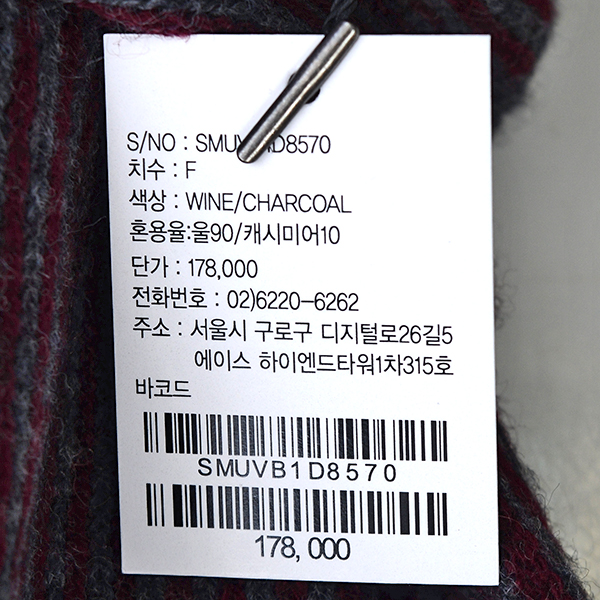 S/NO : SMUVB1D8570
치수 : F
색상 : WINE/CHARCOAL
혼용율:울90/캐시미어10
단가 : 178,000
전화번호 : 02)6220-6262
주소 : 서울시 구로구 디지털로26길5
에이스 하이엔드타워1차315호
바코드
SMUVB1D8570
178,000